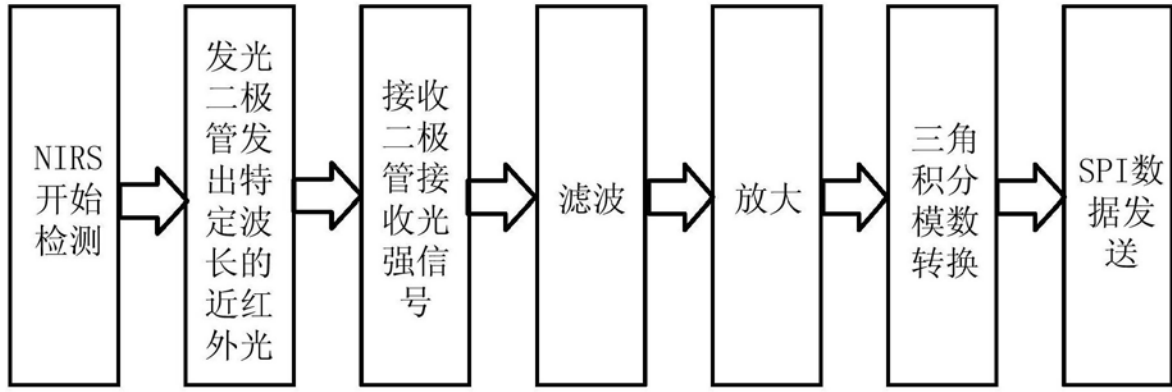 NIRS
开始
检测
发光
二极
管发
出特
定波
长的
近红
外光
接收
二极
管接
收光
强信
号
滤波
放大
三角
积分
模数
转换
SPI数
据发
送